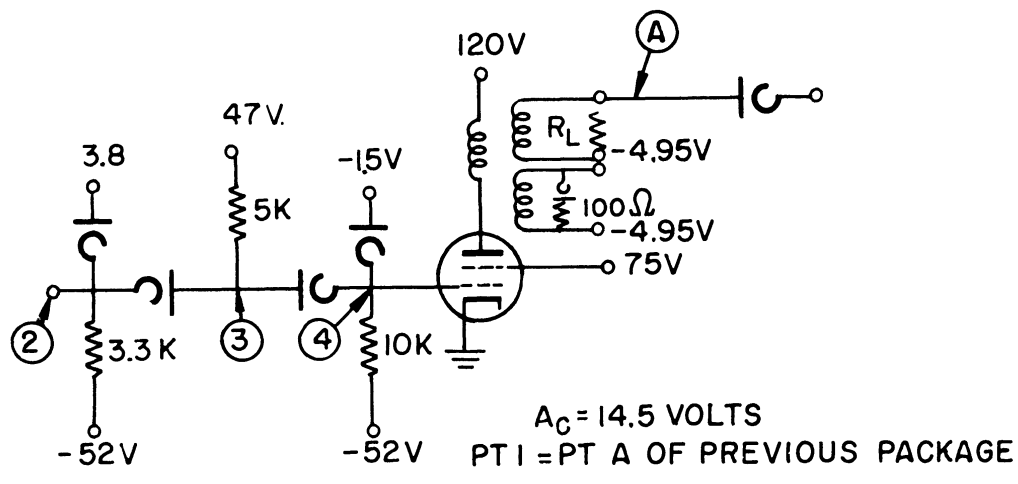 A
120V
47V.
3.8
-1.5V
R_L
-4.95V
5K
100Ω
-4.95V
75V
2
3
4
3.3K
10K
-52V
-52V
A_C = 14.5 VOLTS
PT 1 = PT A OF PREVIOUS PACKAGE